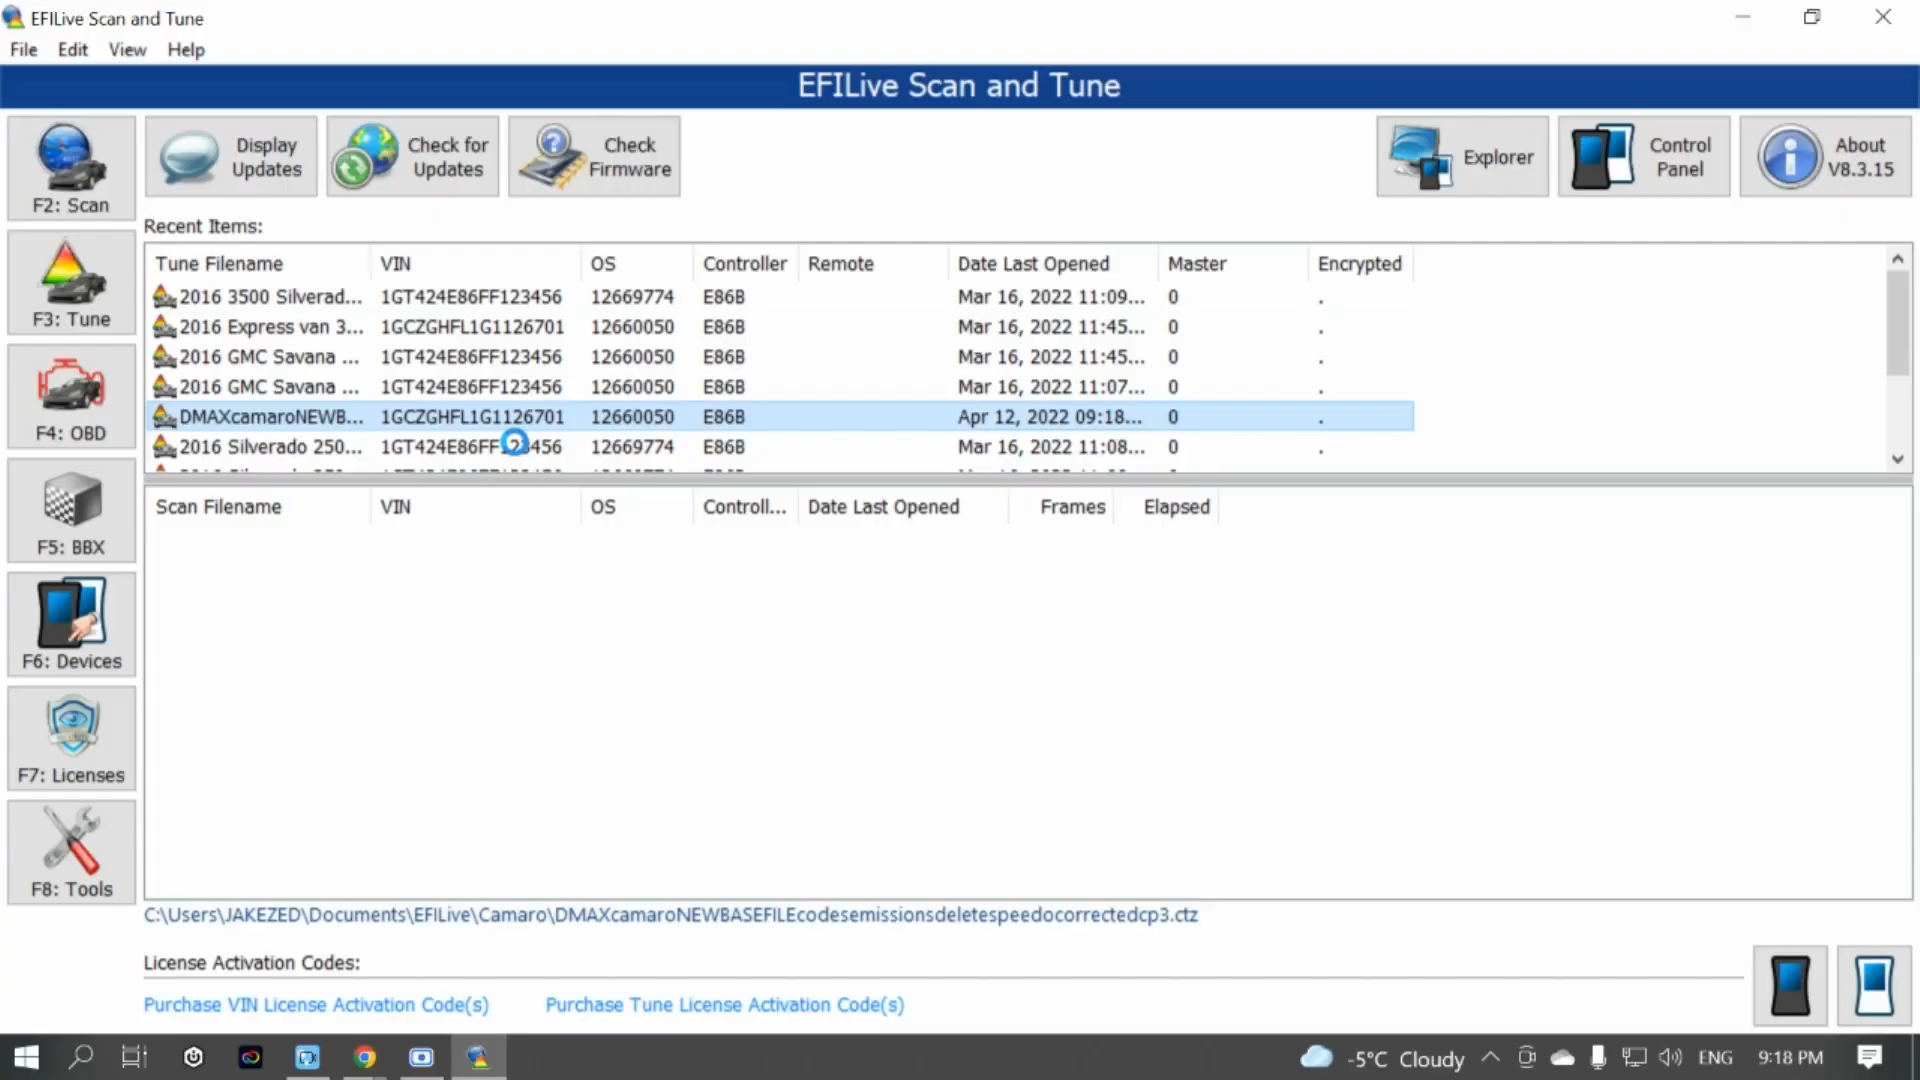 EFILive Scan and Tune
File Edit View Help
EFILive Scan and Tune
F2: Scan
F3: Tune
F4: OBD
F5: BBX
F6: Devices
F7: Licenses
F8: Tools
Display Updates
Check for Updates
Check Firmware
Explorer
Control Panel
About V8.3.15
Recent Items:
Tune Filename VIN OS Controller Remote Date Last Opened Master Encrypted
2016 3500 Silverad... 1GT424E86FF123456 12669774 E86B Mar 16, 2022 11:09... 0 .
2016 Express van 3... 1GCZGHFL1G1126701 12660050 E86B Mar 16, 2022 11:45... 0 .
2016 GMC Savana ... 1GT424E86FF123456 12660050 E86B Mar 16, 2022 11:45... 0 .
2016 GMC Savana ... 1GT424E86FF123456 12660050 E86B Mar 16, 2022 11:07... 0 .
DMAXcamaroNEWB... 1GCZGHFL1G1126701 12660050 E86B Apr 12, 2022 09:18... 0 .
2016 Silverado 250... 1GT424E86FF123456 12669774 E86B Mar 16, 2022 11:08... 0 .
Scan Filename VIN OS Controll... Date Last Opened Frames Elapsed
C:\Users\JAKEZED\Documents\EFILive\Camaro\DMAXcamaroNEWBASEFILEcodesemissionsdeletespeedocorrectedcp3.ctz
License Activation Codes:
Purchase VIN License Activation Code(s) Purchase Tune License Activation Code(s)
-5°C Cloudy ENG 9:18 PM